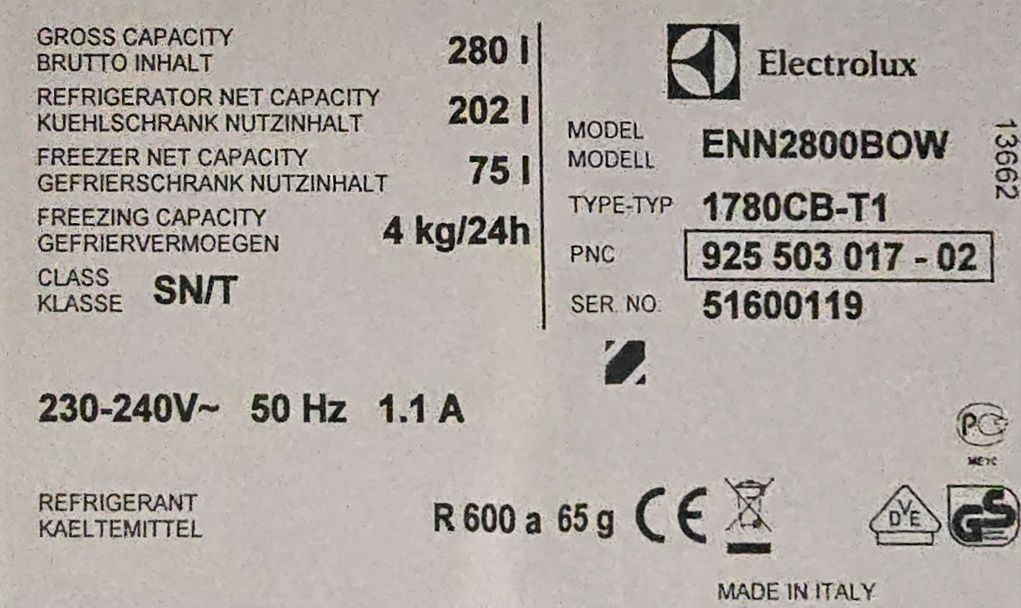 GROSS CAPACITY
BRUTTO INHALT
280 l
REFRIGERATOR NET CAPACITY
KUEHLSCHRANK NUTZINHALT
202 l
FREEZER NET CAPACITY
GEFRIERSCHRANK NUTZINHALT
75 l
FREEZING CAPACITY
GEFRIERVERMOEGEN
4 kg/24h
CLASS
KLASSE
SN/T
Electrolux
MODEL
MODELL
ENN2800BOW
TYPE-TYP 1780CB-T1
PNC 925 503 017 - 02
SER. NO. 51600119
13662
230-240V~ 50 Hz 1.1 A
REFRIGERANT
KAELTEMITTEL
R 600 a 65 g
CE
DVE
GS
PC
MADE IN ITALY